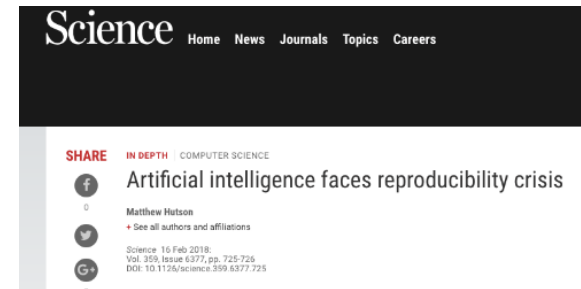 Science Home News Journals Topics Careers
SHARE
IN DEPTH | COMPUTER SCIENCE
Artificial intelligence faces reproducibility crisis
f
0
Matthew Hutson
+ See all authors and affiliations
Science 16 Feb 2018:
Vol. 359, Issue 6377, pp. 725-726
DOI: 10.1126/science.359.6377.725
G+